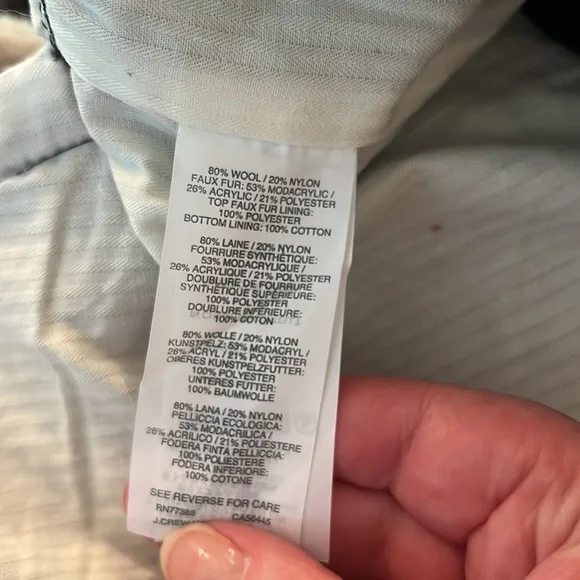 80% WOOL / 20% NYLON
FAUX FUR: 53% MODACRYLIC /
26% ACRYLIC / 21% POLYESTER
TOP FAUX FUR LINING:
100% POLYESTER
BOTTOM LINING: 100% COTTON
80% LAINE / 20% NYLON
FOURRURE SYNTHÉTIQUE:
53% MODACRYLIQUE /
26% ACRYLIQUE / 21% POLYESTER
DOUBLURE DE FOURRURE
SYNTHÉTIQUE SUPÉRIEURE:
100% POLYESTER
DOUBLURE INFÉRIEURE:
100% COTON
80% WOLLE / 20% NYLON
KUNSTPELZ: 53% MODACRYL /
26% ACRYL / 21% POLYESTER
OBERES KUNSTPELZFUTTER:
100% POLYESTER
UNTERES FUTTER:
100% BAUMWOLLE
80% LANA / 20% NYLON
PELLICCIA ECOLOGICA:
53% MODACRILICA /
26% ACRILICO / 21% POLIESTERE
FODERA FINTA PELLICCIA:
100% POLIESTERE
FODERA INFERIORE:
100% COTONE
SEE REVERSE FOR CARE
RN77388 CA56445
J.CREW